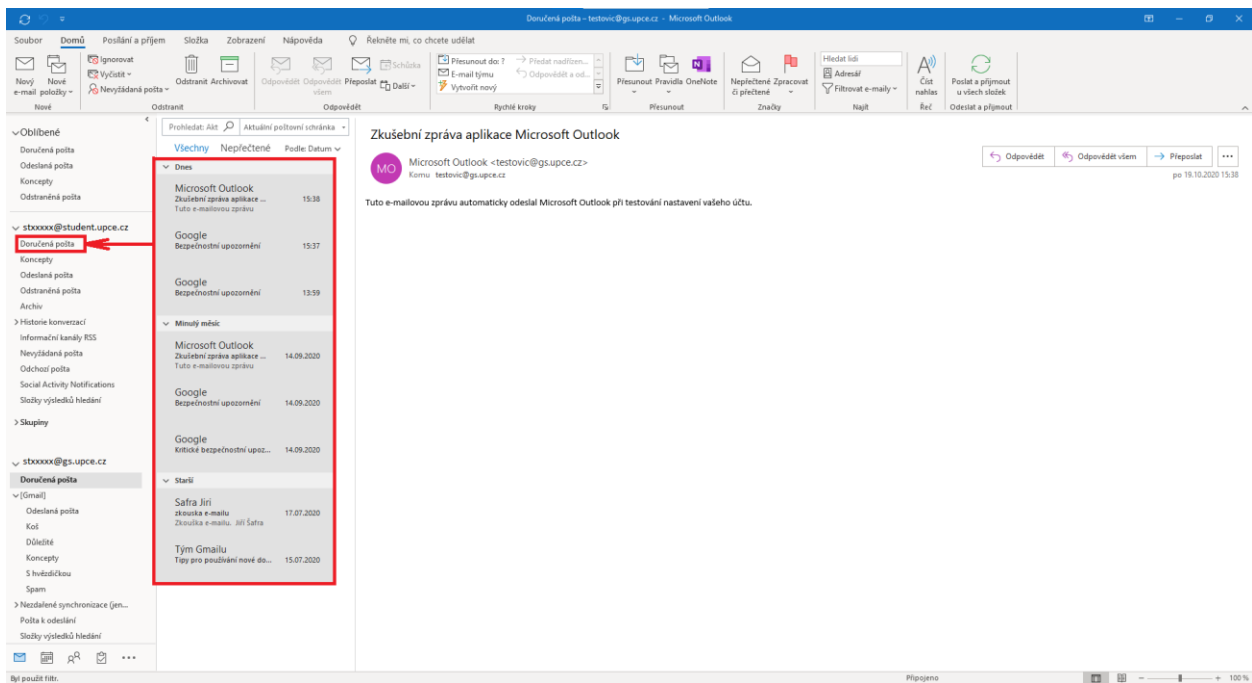 Doručená pošta – testovic@gs.upce.cz - Microsoft Outlook
Soubor Domů Posílání a příjem Složka Zobrazení Nápověda Řekněte mi, co chcete udělat
Nový e-mail
Nové položky
Nové
Ignorovat
Vyčistit
Nevyžádaná pošta
Odstranit Archivovat
Odstranit
Odpovědět Odpovědět všem Přeposlat
Schůzka
Další
Odpovědět
Přesunout do: ?
E-mail týmu
Vytvořit nový
Předat nadřízen...
Odpovědět a od...
Rychlé kroky
Přesunout Pravidla OneNote
Přesunout
Nepřečtené či přečtené
Zpracovat
Značky
Hledat lidi
Adresář
Filtrovat e-maily
Najít
Číst nahlas
Řeč
Poslat a přijmout u všech složek
Odeslat a přijmout
Oblíbené
Doručená pošta
Odeslaná pošta
Koncepty
Odstraněná pošta
stxxxxx@student.upce.cz
Doručená pošta
Koncepty
Odeslaná pošta
Odstraněná pošta
Archiv
Historie konverzací
Informační kanály RSS
Nevyžádaná pošta
Odchozí pošta
Social Activity Notifications
Složky výsledků hledání
Skupiny
stxxxxx@gs.upce.cz
Doručená pošta
[Gmail]
Odeslaná pošta
Koš
Důležité
Koncepty
S hvězdičkou
Spam
Nezdařené synchronizace (jen...
Pošta k odeslání
Složky výsledků hledání
Prohledat: Akt Aktuální poštovní schránka
Všechny Nepřečtené Podle: Datum
Dnes
Microsoft Outlook
Zkušební zpráva aplikace ... 15:38
Tuto e-mailovou zprávu
Google
Bezpečnostní upozornění 15:37
Google
Bezpečnostní upozornění 13:59
Minulý měsíc
Microsoft Outlook
Zkušební zpráva aplikace ... 14.09.2020
Tuto e-mailovou zprávu
Google
Bezpečnostní upozornění 14.09.2020
Google
Kritické bezpečnostní upoz... 14.09.2020
Starší
Safra Jiri
zkouska e-mailu 17.07.2020
Zkouška e-mailu. Jiří Šafra
Tým Gmailu
Tipy pro používání nové do... 15.07.2020
Zkušební zpráva aplikace Microsoft Outlook
MO
Microsoft Outlook <testovic@gs.upce.cz>
Komu testovic@gs.upce.cz
Odpovědět Odpovědět všem Přeposlat
po 19.10.2020 15:38
Tuto e-mailovou zprávu automaticky odeslal Microsoft Outlook při testování nastavení vašeho účtu.
Byl použit filtr. Připojeno 100 %